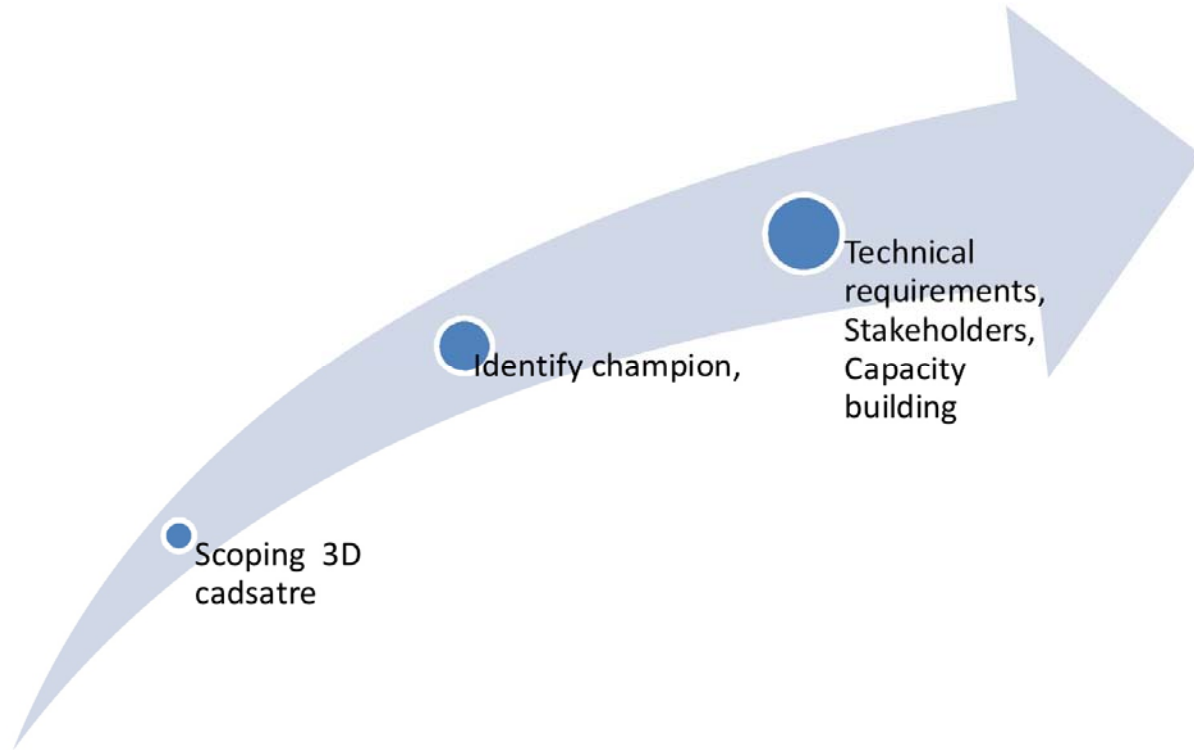 Technical
requirements,
Stakeholders,
Capacity
building
Identify champion,
Scoping  3D
cadsatre